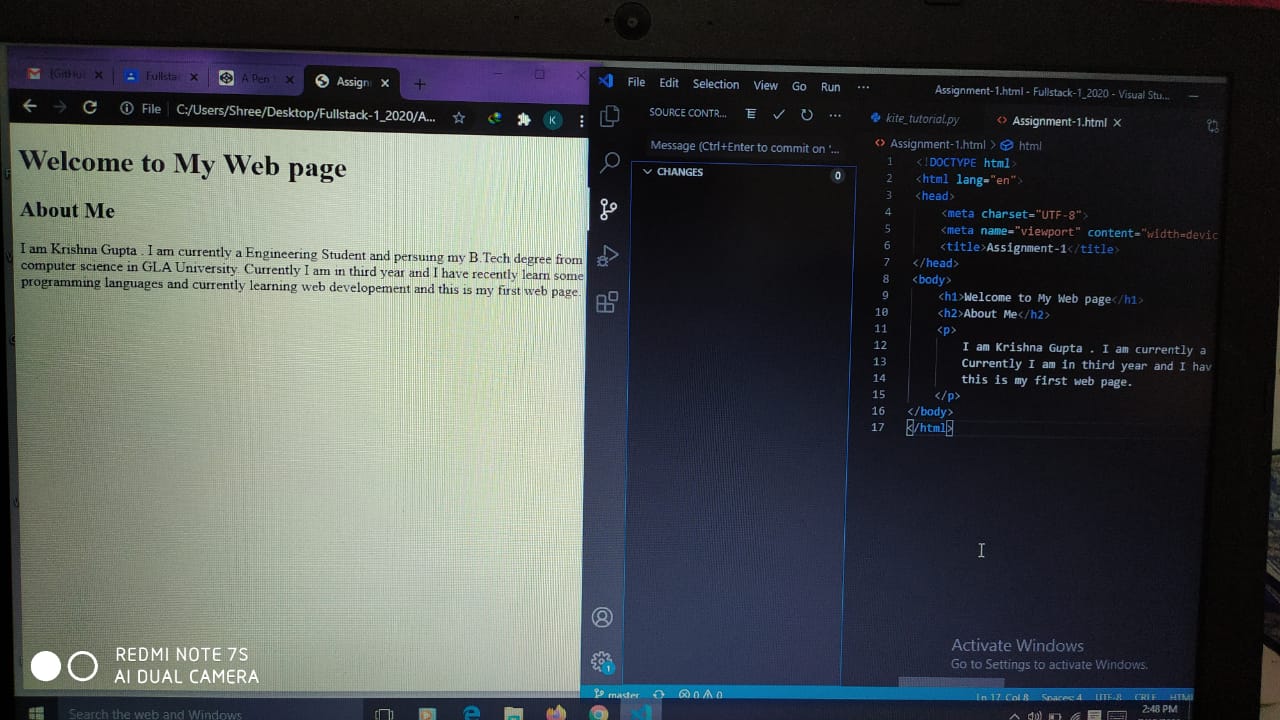 [GitHu
Fullsta
A Pen
Assign
File
C:/Users/Shree/Desktop/Fullstack-1_2020/A...
K
Welcome to My Web page
About Me
I am Krishna Gupta . I am currently a Engineering Student and persuing my B.Tech degree from
computer science in GLA University. Currently I am in third year and I have recently learn some
programming languages and currently learning web developement and this is my first web page.
REDMI NOTE 7S
AI DUAL CAMERA
Search the web and Windows
File Edit Selection View Go Run ...
Assignment-1.html - Fullstack-1_2020 - Visual Stu...
SOURCE CONTR...
Message (Ctrl+Enter to commit on '...
CHANGES
0
kite_tutorial.py
Assignment-1.html
Assignment-1.html > html
1 <!DOCTYPE html>
2 <html lang="en">
3 <head>
4 <meta charset="UTF-8">
5 <meta name="viewport" content="width=devic
6 <title>Assignment-1</title>
7 </head>
8 <body>
9 <h1>Welcome to My Web page</h1>
10 <h2>About Me</h2>
11 <p>
12 I am Krishna Gupta . I am currently a
13 Currently I am in third year and I hav
14 this is my first web page.
15 </p>
16 </body>
17 </html>
Activate Windows
Go to Settings to activate Windows.
1
master
0 0
Ln 17, Col 8 Spaces: 4 UTF-8 CRLF HTML
2:48 PM